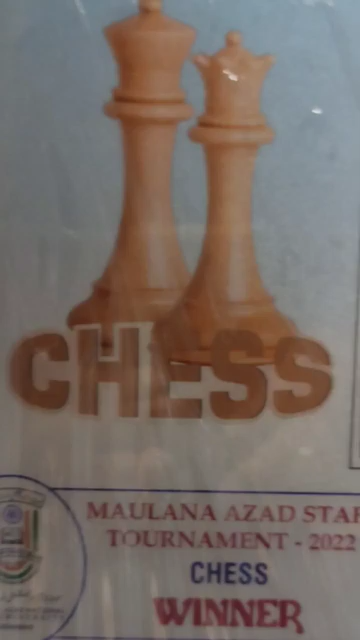 CHESS
MAULANA AZAD STAF
TOURNAMENT - 2022
CHESS
WINNER